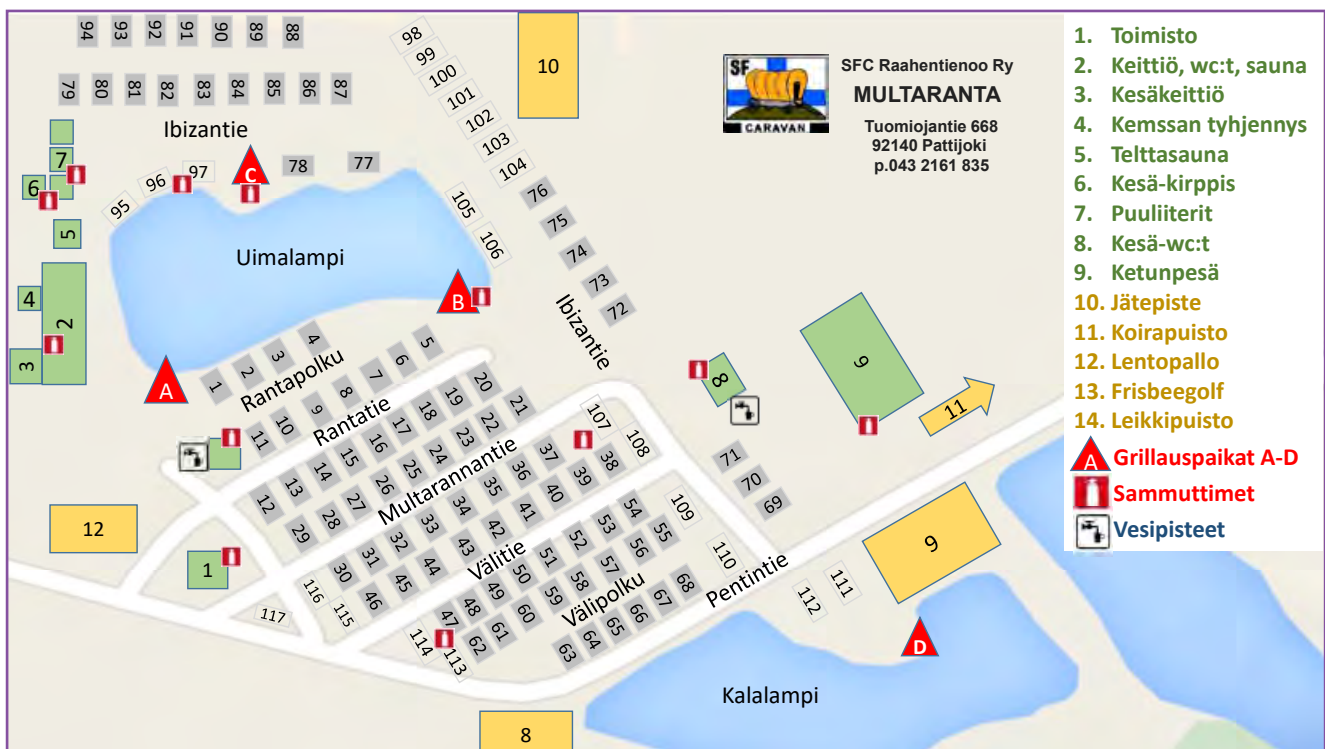 94 93 92 91 90 89 88
79 80 81 82 83 84 85 86 87
Ibizantie
98
99
100
101
102
103
104
76
75
74
73
72
10
SF
CARAVAN
SFC Raahentienoo Ry
MULTARANTA
Tuomiojantie 668
92140 Pattijoki
p.043 2161 835
7
6
5
4
2
3
95 96 97
C
78 77
105
106
Uimalampi
B
A
Ibizantie
1 2 3 4
Rantapolku
11 10 9 8 7 6 5
Rantatie
12 13 14 15 16 17 18 19 20
29 28 27 26 25 24 23 22 21
Multarannantie
30 31 32 33 34 35 36 37
107
108
46 45 44 43 42 41 40 39 38
Välitie
47 48 49 50 51 52 53 54
109
62 61 60 59 58 57 56 55
110
Välipolku
63 64 65 66 67 68
Pentintie
8
9
11
71
70
69
12
1
117
116
115
114
113
112
111
9
D
Kalalampi
8
1. Toimisto
2. Keittiö, wc:t, sauna
3. Kesäkeittiö
4. Kemssan tyhjennys
5. Telttasauna
6. Kesä-kirppis
7. Puuliiterit
8. Kesä-wc:t
9. Ketunpesä
10. Jätepiste
11. Koirapuisto
12. Lentopallo
13. Frisbeegolf
14. Leikkipuisto
A Grillauspaikat A-D
Sammuttimet
Vesipisteet